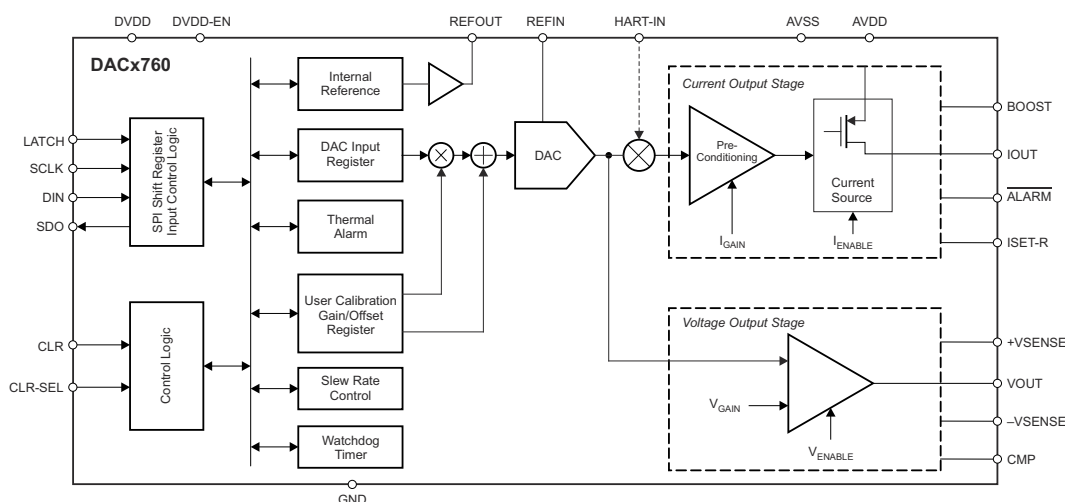 DVDD
DVDD-EN
REFOUT
REFIN
HART-IN
AVSS
AVDD
DACx760
LATCH
SCLK
DIN
SDO
SPI Shift Register
Input Control Logic
CLR
CLR-SEL
Control Logic
Internal
Reference
DAC Input
Register
Thermal
Alarm
User Calibration
Gain/Offset
Register
Slew Rate
Control
Watchdog
Timer
DAC
Current Output Stage
Pre-
Conditioning
IGAIN
Current
Source
IENABLE
BOOST
IOUT
ALARM
ISET-R
Voltage Output Stage
VGAIN
VENABLE
+VSENSE
VOUT
–VSENSE
CMP
GND